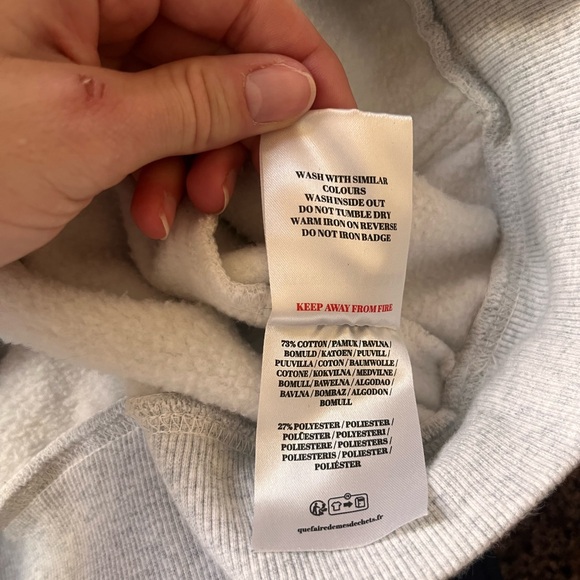 WASH WITH SIMILAR
COLOURS
WASH INSIDE OUT
DO NOT TUMBLE DRY
WARM IRON ON REVERSE
DO NOT IRON BADGE
KEEP AWAY FROM FIRE
73% COTTON / PAMUK / BAVLNA /
BOMULD / KATOEN / PUUVILL /
PUUVILLA / COTON / BAUMWOLLE /
COTONE / KOKVILNA / MEDVILNE /
BOMULL / BAWELNA / ALGODAO /
BAVLNA / BOMBAZ / ALGODON /
BOMULL
27% POLYESTER / POLIESTER /
POLÜESTER / POLYESTERI /
POLIESTERE / POLIESTERS /
POLIESTERIS / POLIESTER /
POLIÉSTER
quefairedemesdechets.fr